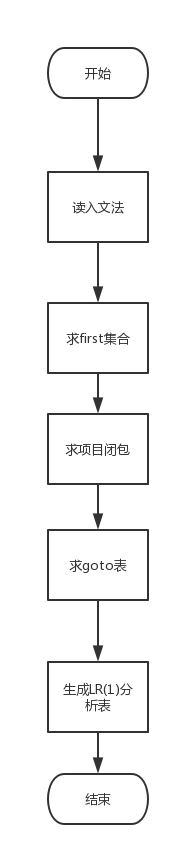 开始
读入文法
求first集合
求项目闭包
求goto表
生成LR(1)分
析表
结束